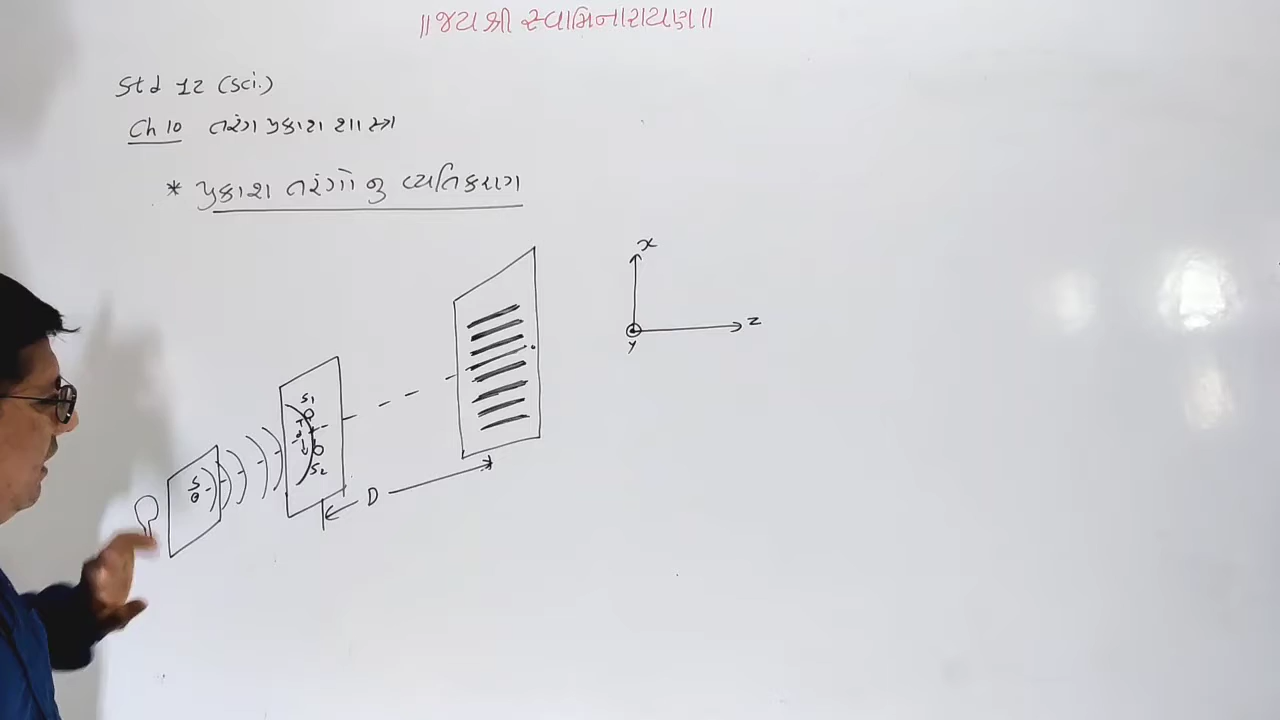 ॥જય શ્રી સ્વામિનારાયણ॥
Std 12 (Sci.)
Ch 10 તરંગ પ્રકાશ શાસ્ત્ર
* પ્રકાશ તરંગોનુ વ્યતિકરણ
x
z
y
S₁
d
S₂
S
D